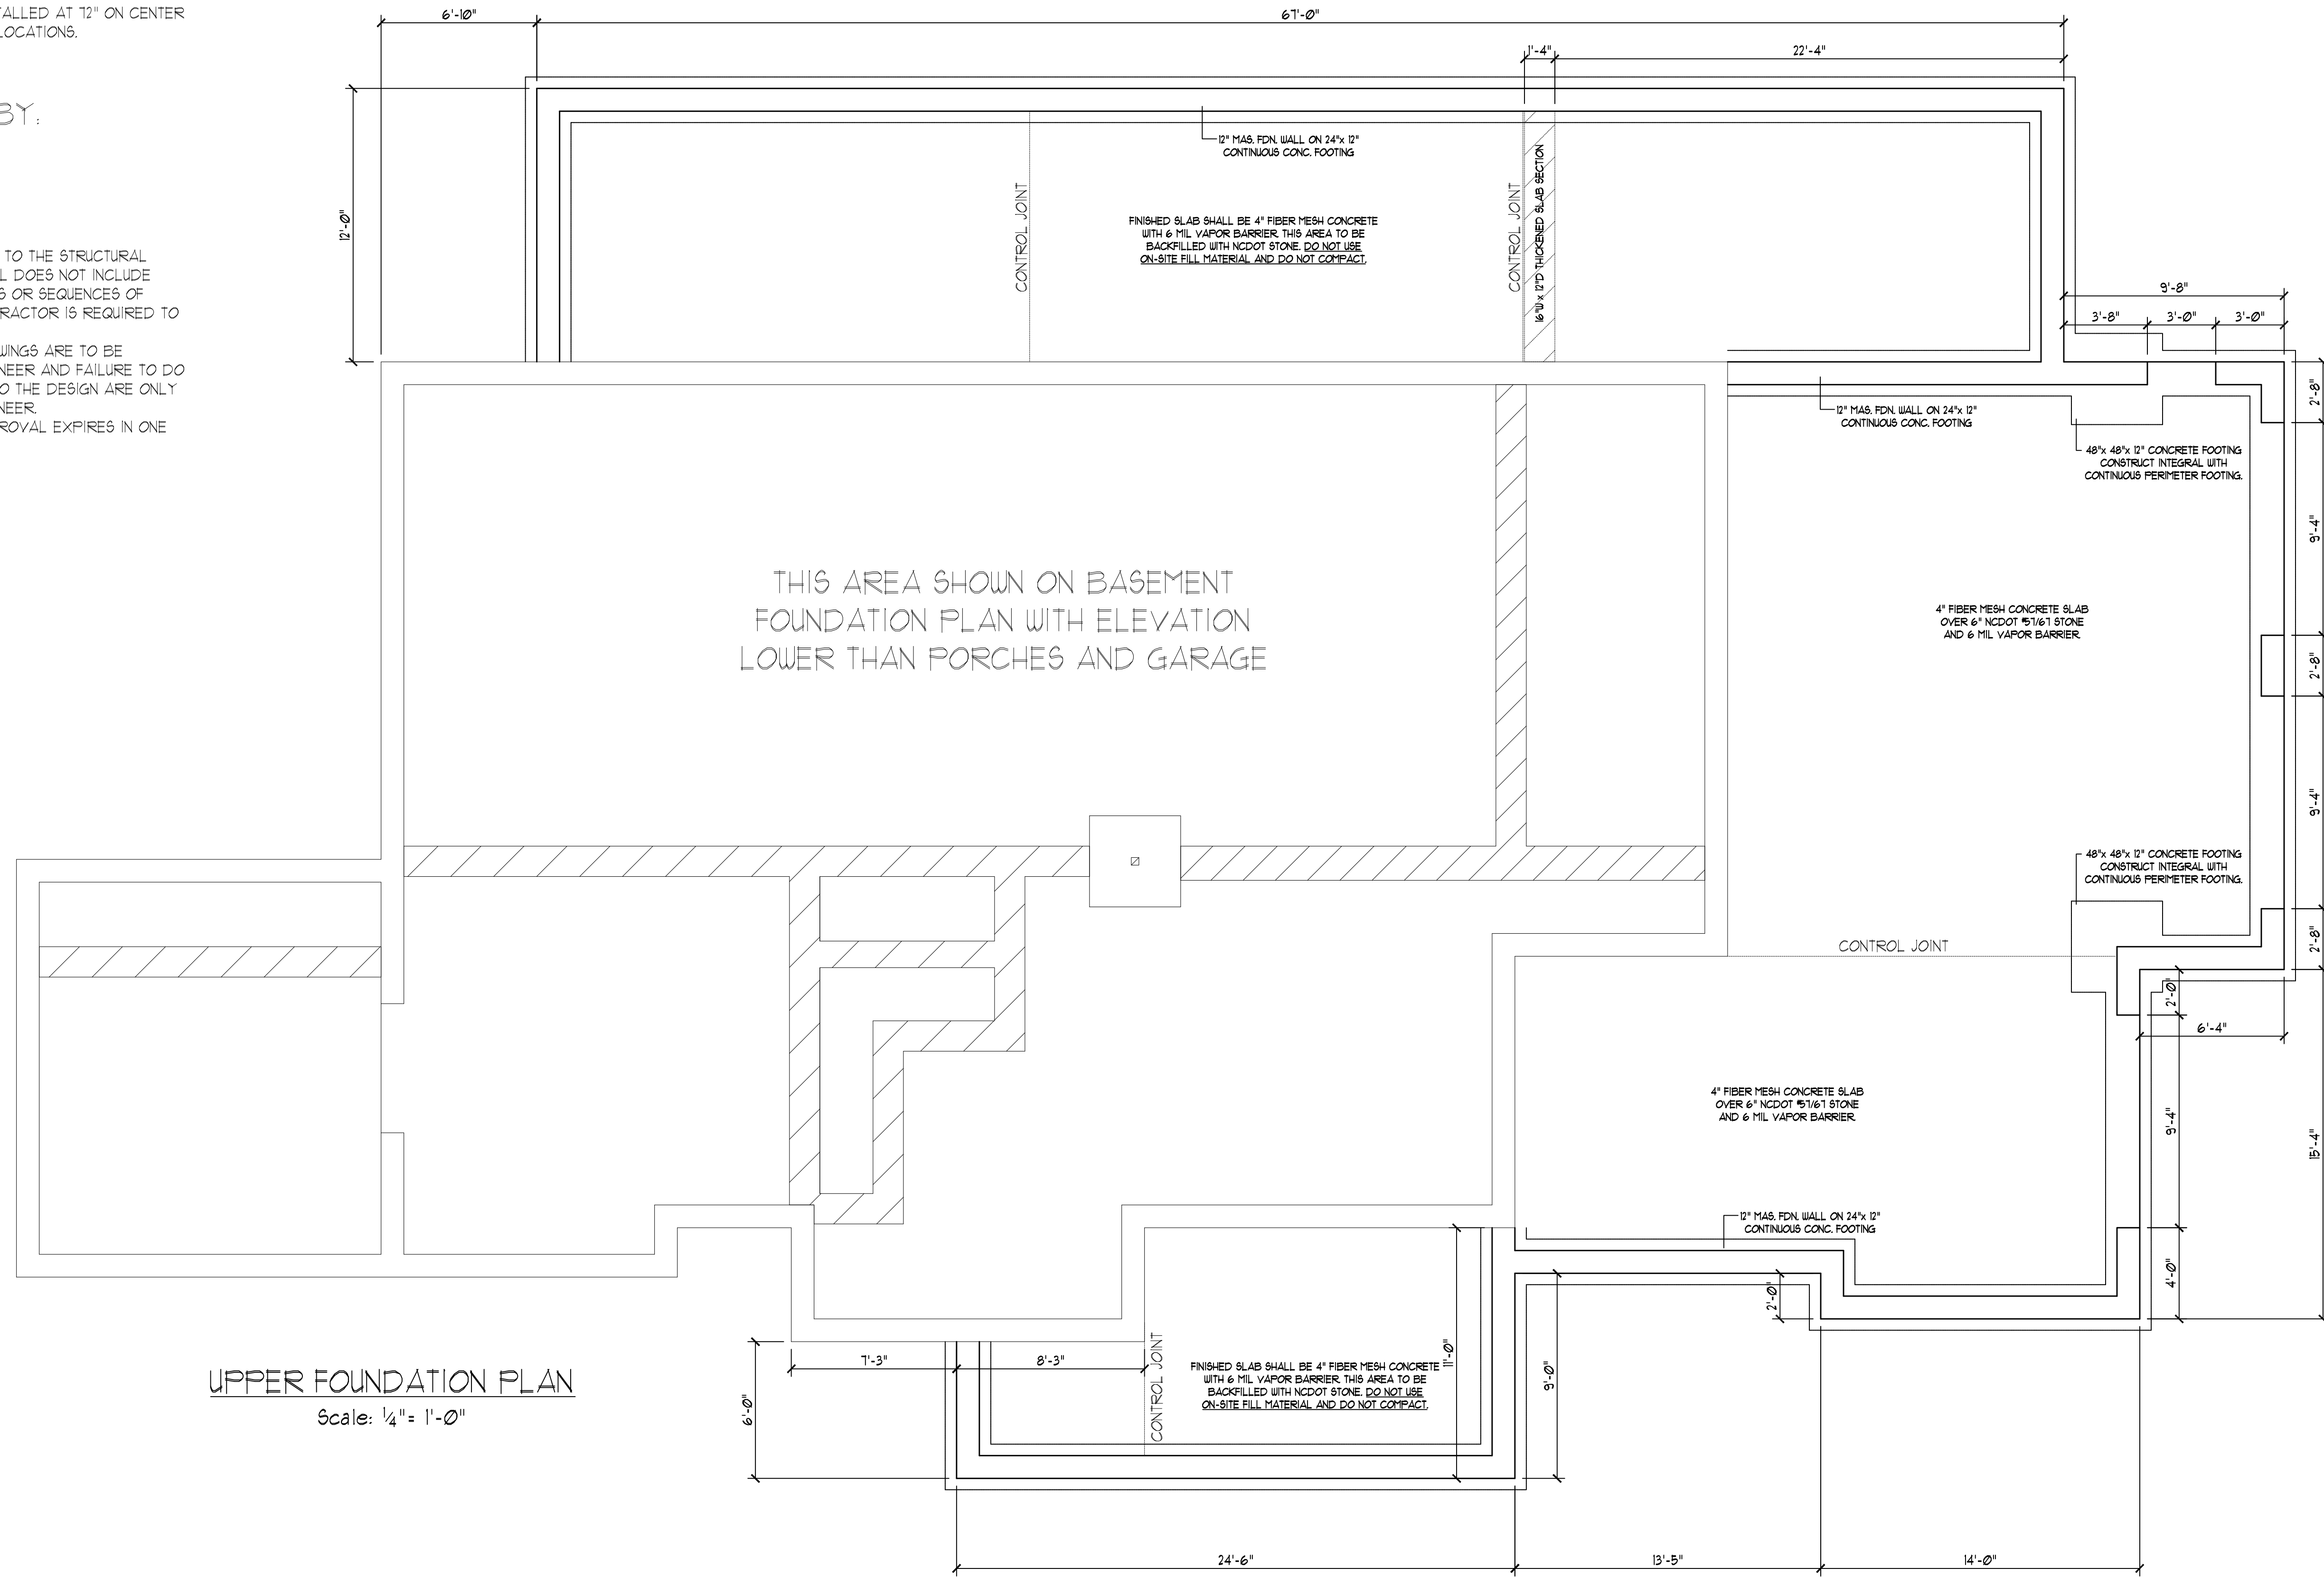 TALLED AT 72" ON CENTER
LOCATIONS.
BY:
TO THE STRUCTURAL
L DOES NOT INCLUDE
S OR SEQUENCES OF
RACTOR IS REQUIRED TO
WINGS ARE TO BE
NEER AND FAILURE TO DO
O THE DESIGN ARE ONLY
NEER.
ROVAL EXPIRES IN ONE
6'-10"
67'-0"
1'-4"
22'-4"
12'-0"
12" MAS. FDN. WALL ON 24"x 12"
CONTINUOUS CONC. FOOTING
CONTROL JOINT
FINISHED SLAB SHALL BE 4" FIBER MESH CONCRETE
WITH 6 MIL VAPOR BARRIER. THIS AREA TO BE
BACKFILLED WITH NCDOT STONE. DO NOT USE
ON-SITE FILL MATERIAL AND DO NOT COMPACT.
CONTROL JOINT
16"W x 12"D THICKENED SLAB SECTION
9'-8"
3'-8"
3'-0"
3'-0"
12" MAS. FDN. WALL ON 24"x 12"
CONTINUOUS CONC. FOOTING
2'-8"
48"x 48"x 12" CONCRETE FOOTING
CONSTRUCT INTEGRAL WITH
CONTINUOUS PERIMETER FOOTING.
9'-4"
THIS AREA SHOWN ON BASEMENT
FOUNDATION PLAN WITH ELEVATION
LOWER THAN PORCHES AND GARAGE
4" FIBER MESH CONCRETE SLAB
OVER 6" NCDOT #57/67 STONE
AND 6 MIL VAPOR BARRIER.
2'-8"
9'-4"
48"x 48"x 12" CONCRETE FOOTING
CONSTRUCT INTEGRAL WITH
CONTINUOUS PERIMETER FOOTING.
CONTROL JOINT
2'-8"
2'-0"
6'-4"
4" FIBER MESH CONCRETE SLAB
OVER 6" NCDOT #57/67 STONE
AND 6 MIL VAPOR BARRIER.
9'-4"
15'-4"
12" MAS. FDN. WALL ON 24"x 12"
CONTINUOUS CONC. FOOTING
4'-0"
2'-0"
7'-3"
8'-3"
CONTROL JOINT
FINISHED SLAB SHALL BE 4" FIBER MESH CONCRETE
WITH 6 MIL VAPOR BARRIER. THIS AREA TO BE
BACKFILLED WITH NCDOT STONE. DO NOT USE
ON-SITE FILL MATERIAL AND DO NOT COMPACT.
11'-0"
9'-0"
6'-0"
UPPER FOUNDATION PLAN
Scale: 1/4"= 1'-0"
24'-6"
13'-5"
14'-0"